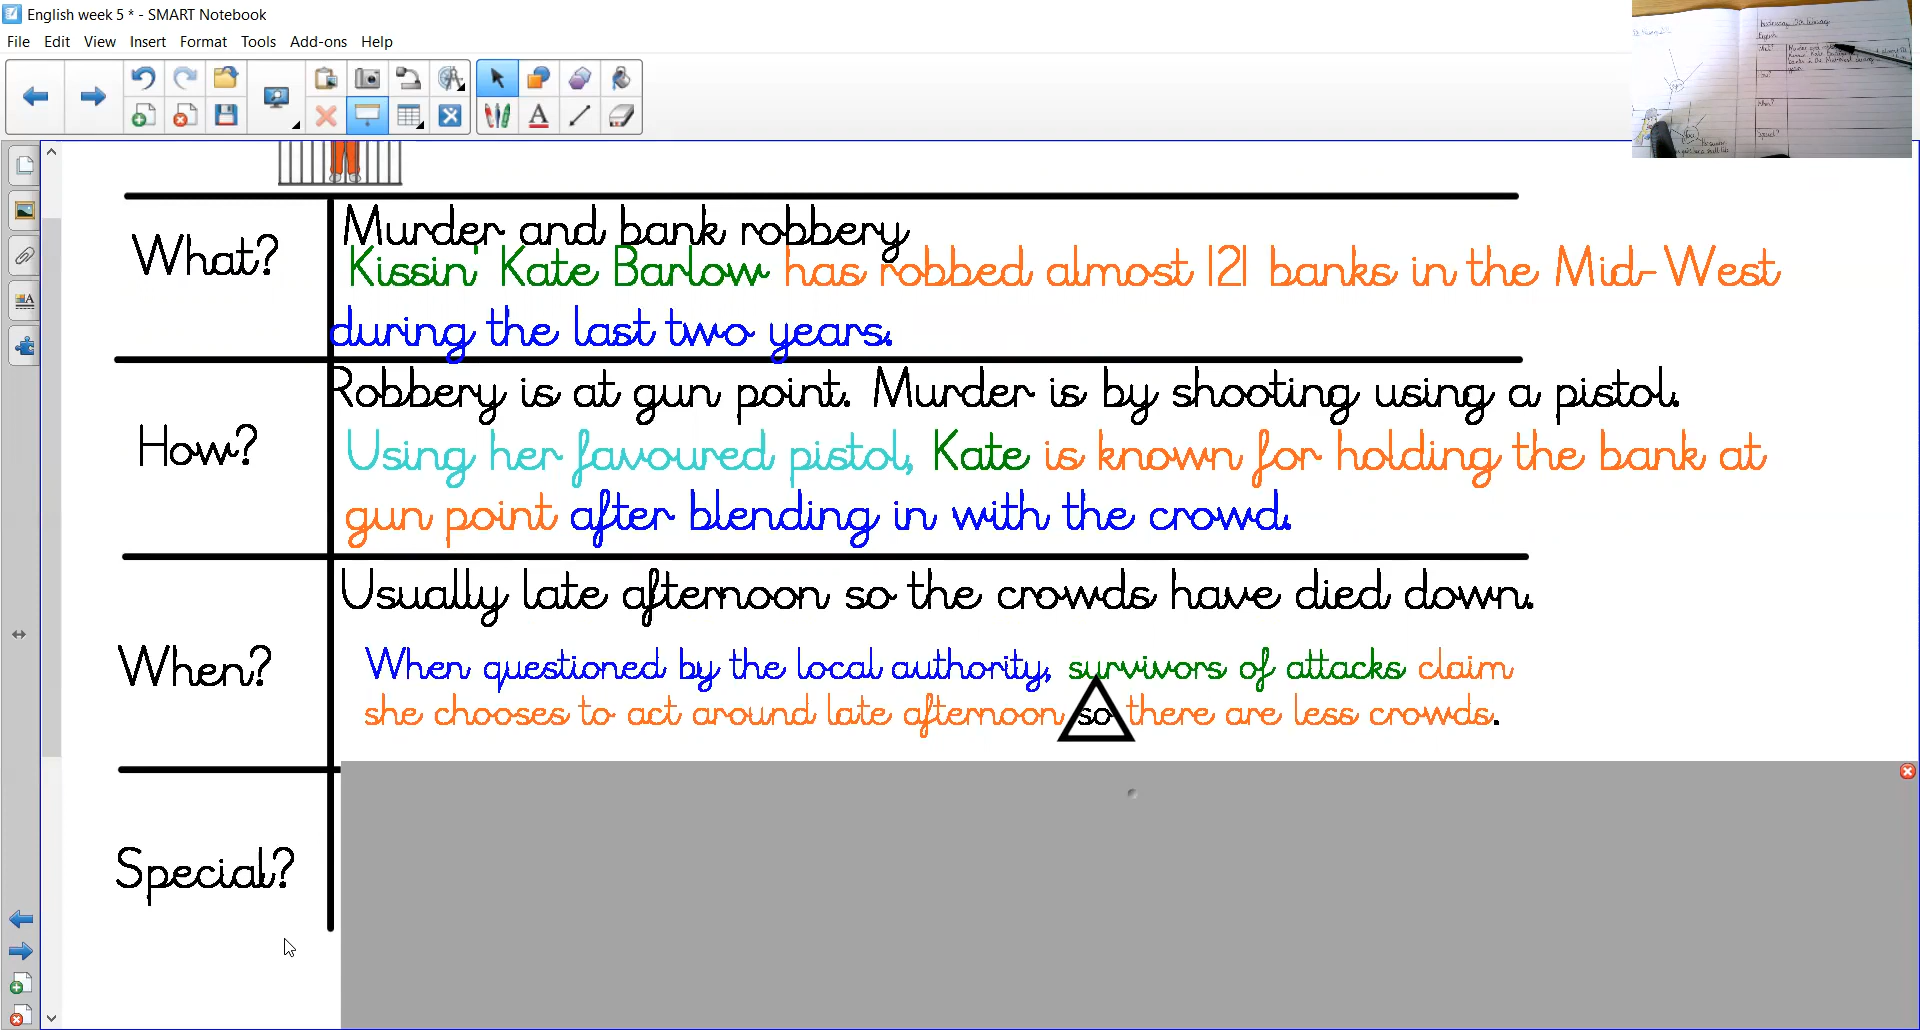 English week 5 * - SMART Notebook
File Edit View Insert Format Tools Add-ons Help
What?
Murder and bank robbery
Kissin' Kate Barlow has robbed almost 121 banks in the Mid-West
during the last two years.
How?
Robbery is at gun point. Murder is by shooting using a pistol.
Using her favoured pistol, Kate is known for holding the bank at
gun point after blending in with the crowd.
When?
Usually late afternoon so the crowds have died down.
When questioned by the local authority, survivors of attacks claim
she chooses to act around late afternoon so there are less crowds.
Special?